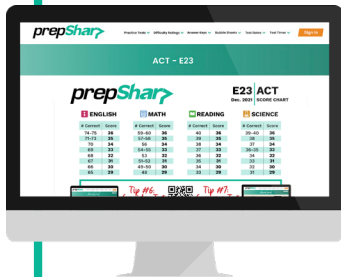 prepSharp
Practice Tests Difficulty Ratings Answer Keys Bubble Sheets Test Dates Test Timer Sign In
ACT - E23
prepSharp E23 ACT
Dec. 2021 SCORE CHART
ENGLISH MATH READING SCIENCE
# Correct Score # Correct Score # Correct Score # Correct Score
74-75 36 59-60 36 40 36 39-40 36
71-73 35 57-58 35 39 35 38 35
70 34 56 34 38 34 37 34
69 33 54-55 33 37 33 36-35 33
68 32 53 32 36 32 34 32
67 31 51-52 31 35 31 33 31
66 30 49-50 30 34 30 32 30
65 29 48 29 33 29 31 29
Tip #6: Tip #7: